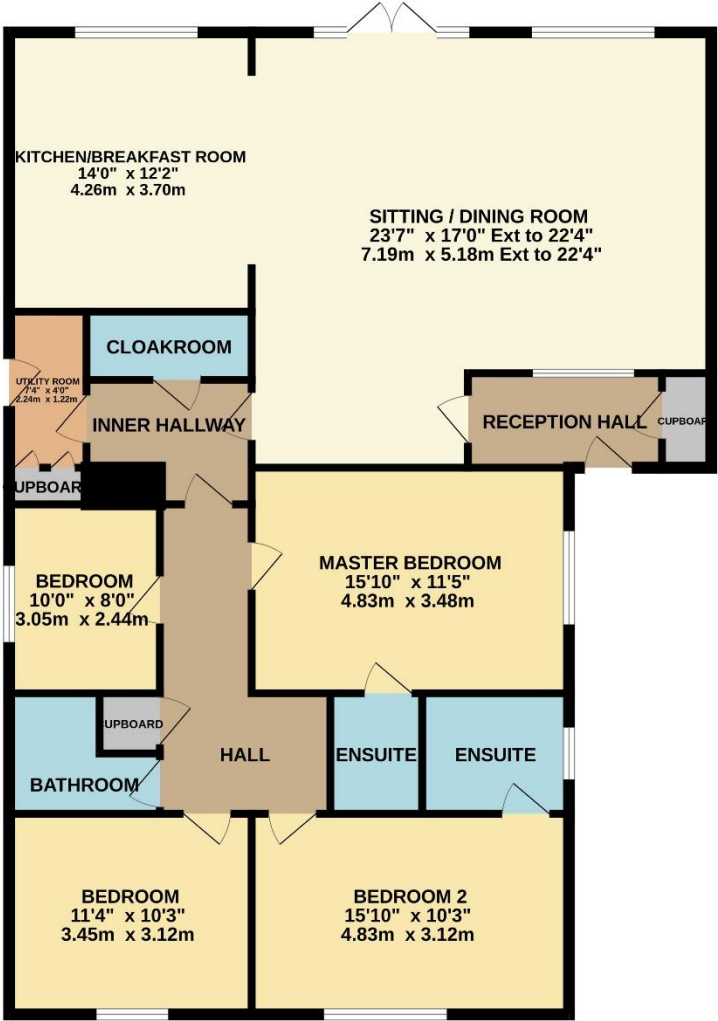 KITCHEN/BREAKFAST ROOM
14'0" x 12'2"
4.26m x 3.70m
SITTING / DINING ROOM
23'7" x 17'0" Ext to 22'4"
7.19m x 5.18m Ext to 22'4"
CLOAKROOM
UTILITY ROOM
7'4" x 4'0"
2.24m x 1.22m
INNER HALLWAY
RECEPTION HALL
CUPBOAR
UPBOAR
MASTER BEDROOM
15'10" x 11'5"
4.83m x 3.48m
BEDROOM
10'0" x 8'0"
3.05m x 2.44m
UPBOARD
BATHROOM
HALL
ENSUITE
ENSUITE
BEDROOM
11'4" x 10'3"
3.45m x 3.12m
BEDROOM 2
15'10" x 10'3"
4.83m x 3.12m